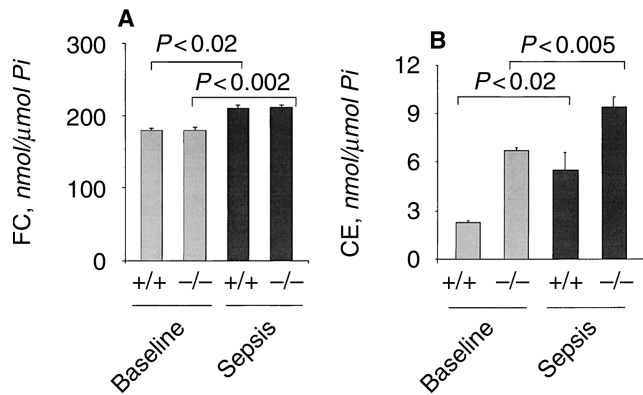 A
FC, nmol/μmol Pi
300
200
100
0
P < 0.02
P < 0.002
+/+ –/– +/+ –/–
Baseline Sepsis
B
CE, nmol/μmol Pi
12
9
6
3
0
P < 0.005
P < 0.02
+/+ –/– +/+ –/–
Baseline Sepsis